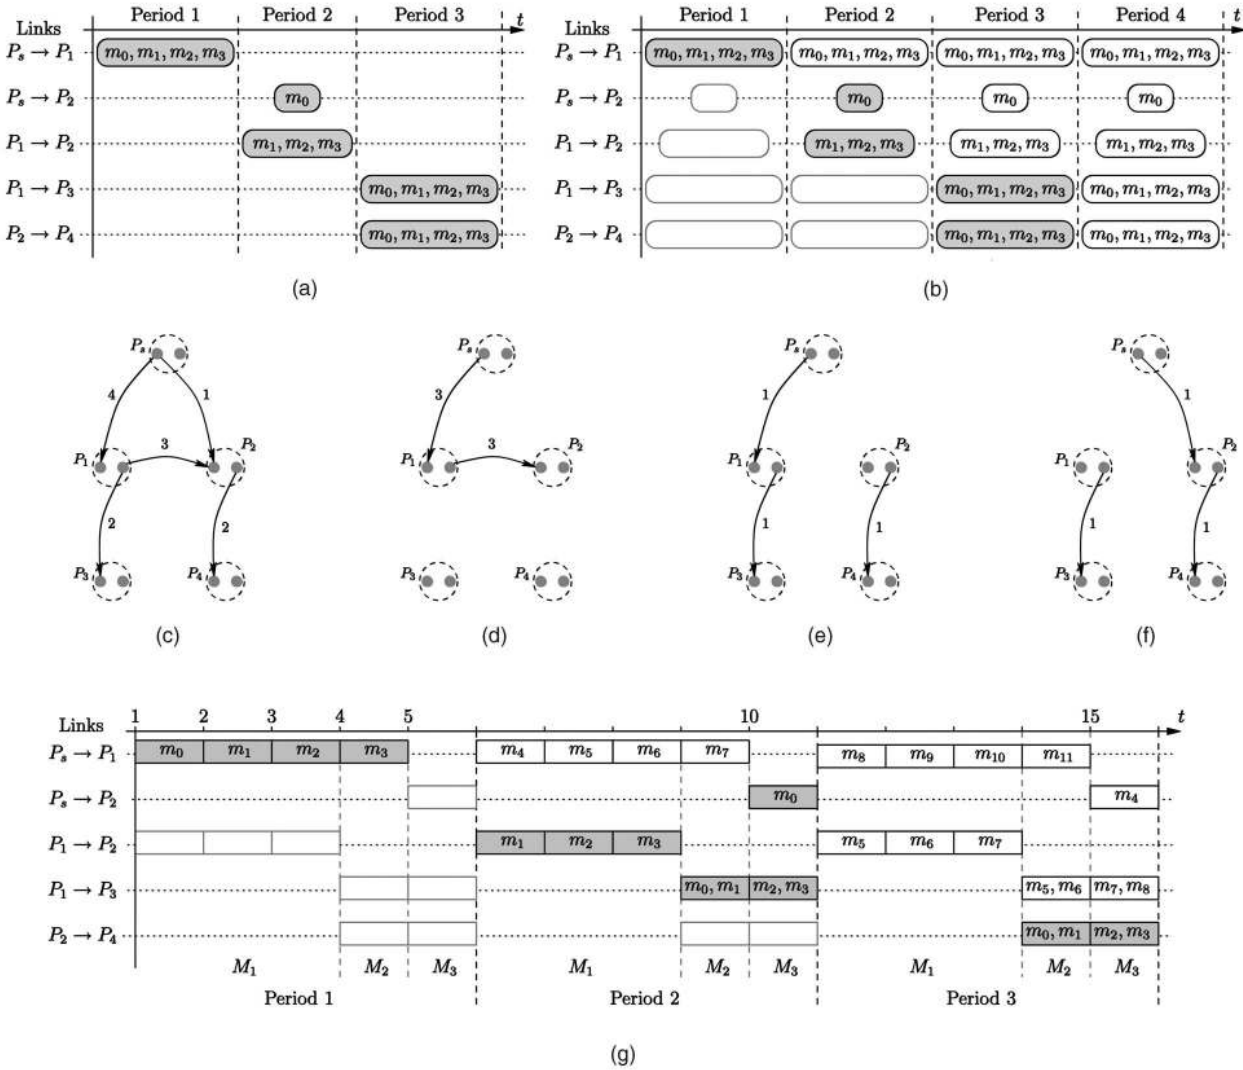 Period 1 Period 2 Period 3 t
Links
P_s → P_1 m_0, m_1, m_2, m_3
P_s → P_2 m_0
P_1 → P_2 m_1, m_2, m_3
P_1 → P_3 m_0, m_1, m_2, m_3
P_2 → P_4 m_0, m_1, m_2, m_3
(a)
Period 1 Period 2 Period 3 Period 4 t
Links
P_s → P_1 m_0, m_1, m_2, m_3 m_0, m_1, m_2, m_3 m_0, m_1, m_2, m_3 m_0, m_1, m_2, m_3
P_s → P_2 m_0 m_0 m_0
P_1 → P_2 m_1, m_2, m_3 m_1, m_2, m_3 m_1, m_2, m_3
P_1 → P_3 m_0, m_1, m_2, m_3 m_0, m_1, m_2, m_3
P_2 → P_4 m_0, m_1, m_2, m_3 m_0, m_1, m_2, m_3
(b)
P_s
4 1
P_1 3 P_2
2 2
P_3 P_4
(c)
P_s
3
P_1 3 P_2
P_3 P_4
(d)
P_s
1
P_1 P_2
1 1
P_3 P_4
(e)
P_s
1
P_1 P_2
1 1
P_3 P_4
(f)
Links 1 2 3 4 5 10 15 t
P_s → P_1 m_0 m_1 m_2 m_3 m_4 m_5 m_6 m_7 m_8 m_9 m_10 m_11
P_s → P_2 m_0 m_4
P_1 → P_2 m_1 m_2 m_3 m_5 m_6 m_7
P_1 → P_3 m_0, m_1 m_2, m_3 m_5, m_6 m_7, m_8
P_2 → P_4 m_0, m_1 m_2, m_3
M_1 M_2 M_3 M_1 M_2 M_3 M_1 M_2 M_3
Period 1 Period 2 Period 3
(g)